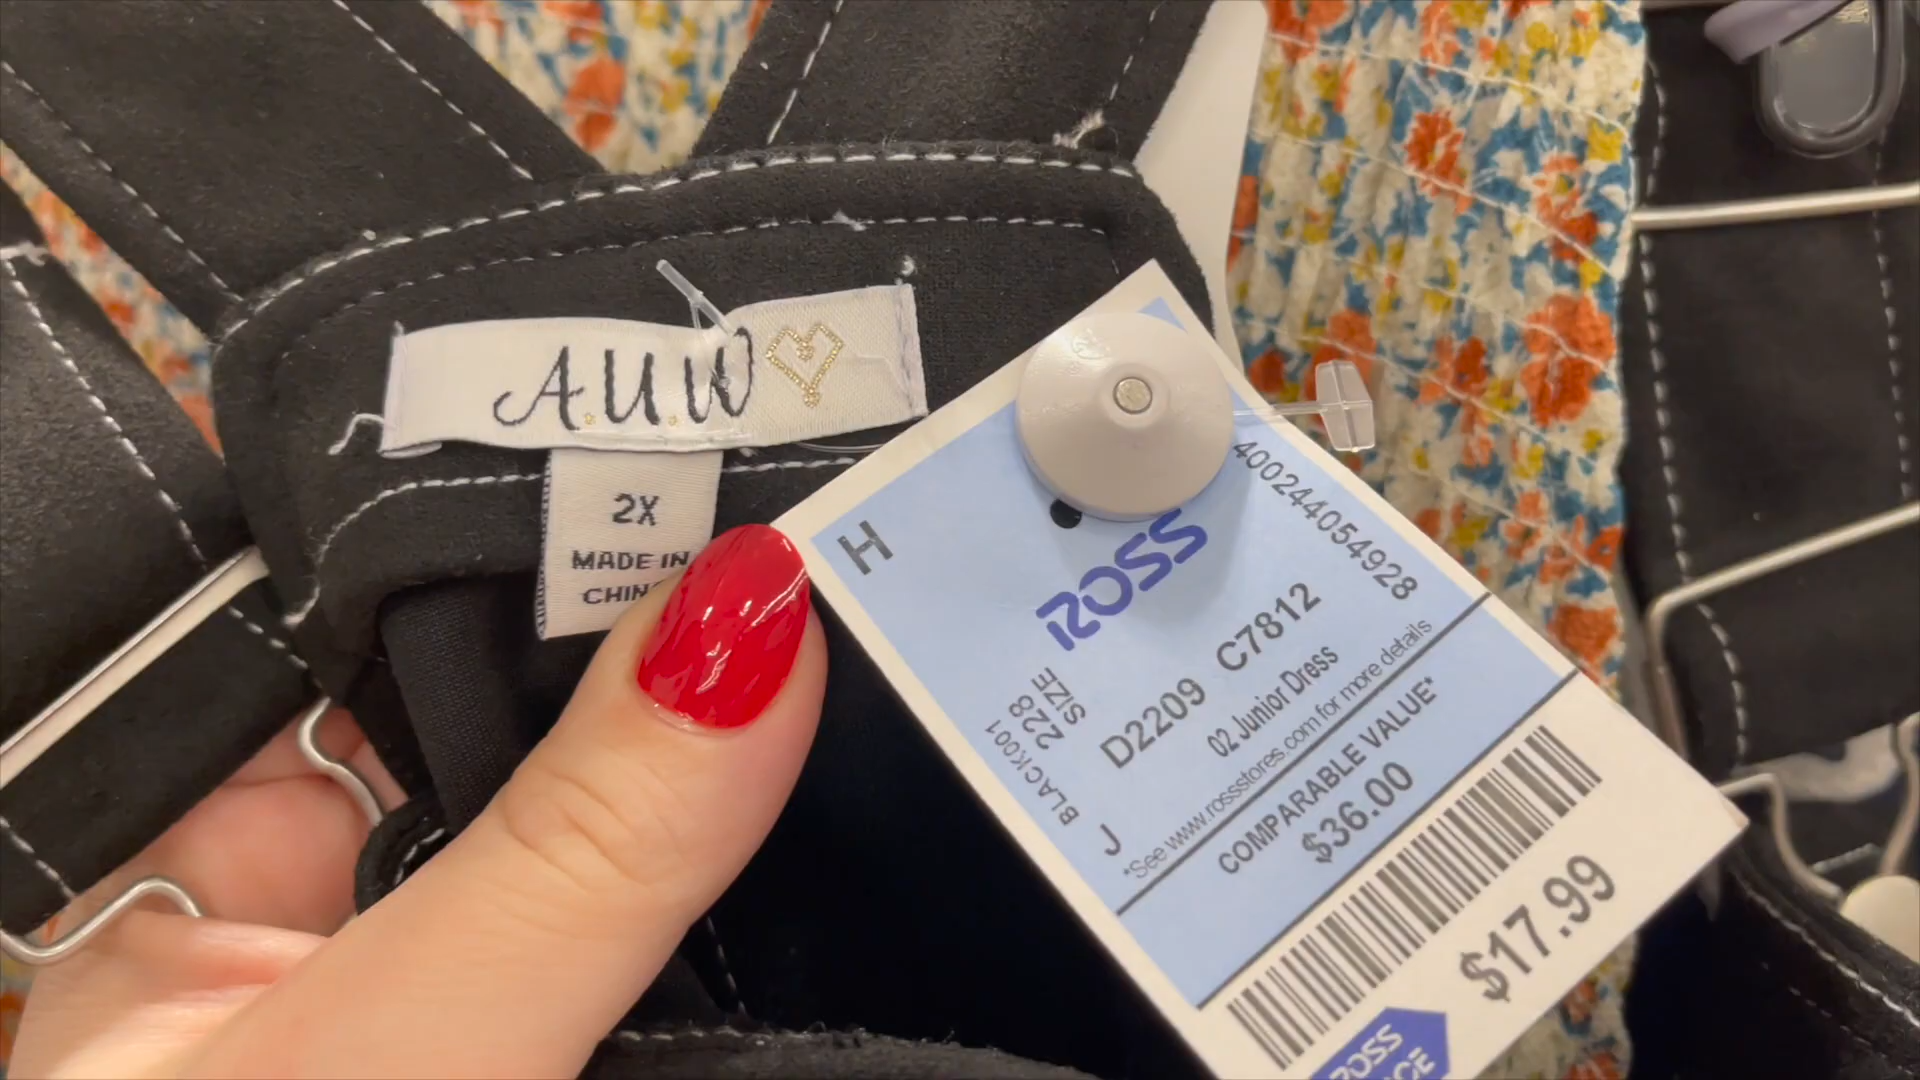 A.U.W
2X
MADE IN
H
ROSS
400244054928
D2209 C7812
228
SIZE
02 Junior Dress
BLACK001
J
*See www.rossstores.com for more details
COMPARABLE VALUE*
$36.00
$17.99
ROSS